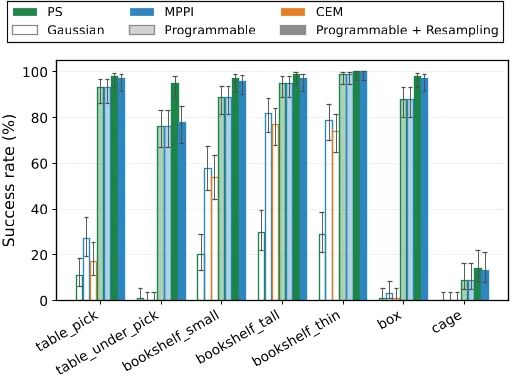 PS MPPI CEM
Gaussian Programmable Programmable + Resampling
Success rate (%)
100
80
60
40
20
0
table_pick
table_under_pick
bookshelf_small
bookshelf_tall
bookshelf_thin
box
cage